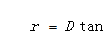 r = D tan